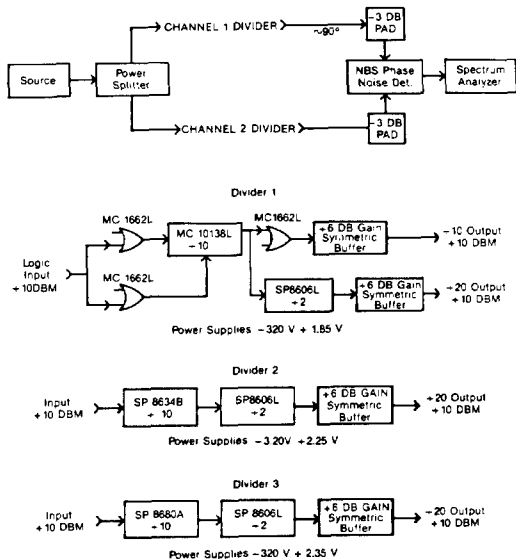 CHANNEL 1 DIVIDER
~90°
-3 DB
PAD
Source
Power
Splitter
NBS Phase
Noise Det.
Spectrum
Analyzer
CHANNEL 2 DIVIDER
-3 DB
PAD
Divider 1
MC 1662L
MC 10138L
÷10
MC1662L
+6 DB Gain
Symmetric
Buffer
-10 Output
+10 DBM
Logic
Input
+10DBM
MC 1662L
SP8606L
÷2
+6 DB Gain
Symmetric
Buffer
÷20 Output
+10 DBM
Power Supplies -320 V + 1.85 V
Divider 2
Input
+10 DBM
SP 8634B
÷ 10
SP8606L
÷2
+6 DB GAIN
Symmetric
Buffer
÷20 Output
+10 DBM
Power Supplies -3.20V +2.25 V
Divider 3
Input
+10 DBM
SP 8680A
÷10
SP 8606L
-2
+6 DB GAIN
Symmetric
Buffer
-20 Output
+10 DBM
Power Supplies -320 V + 2.35 V